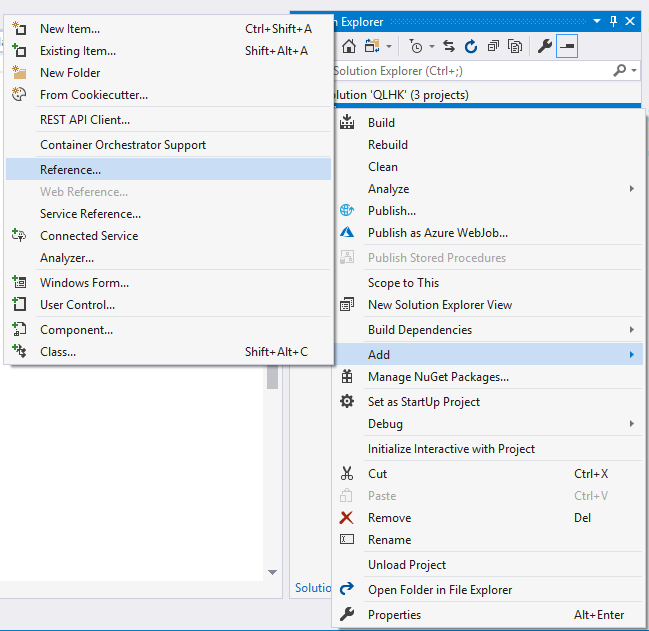 n Explorer
Solution Explorer (Ctrl+;)
lution 'QLHK' (3 projects)
New Item... Ctrl+Shift+A
Existing Item... Shift+Alt+A
New Folder
From Cookiecutter...
REST API Client...
Container Orchestrator Support
Reference...
Web Reference...
Service Reference...
Connected Service
Analyzer...
Windows Form...
User Control...
Component...
Class... Shift+Alt+C
Build
Rebuild
Clean
Analyze
Publish...
Publish as Azure WebJob...
Publish Stored Procedures
Scope to This
New Solution Explorer View
Build Dependencies
Add
Manage NuGet Packages...
Set as StartUp Project
Debug
Initialize Interactive with Project
Cut Ctrl+X
Paste Ctrl+V
Remove Del
Rename
Unload Project
Open Folder in File Explorer
Properties Alt+Enter
Solutio